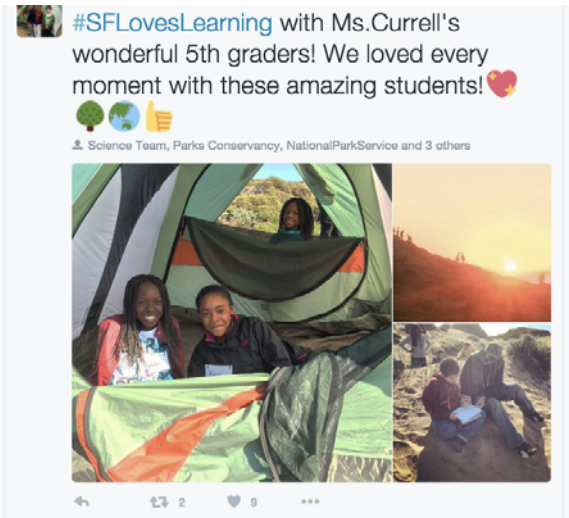 #SFLovesLearning with Ms.Currell's
wonderful 5th graders! We loved every
moment with these amazing students!💖
🌳🌏👍
Science Team, Parks Conservancy, NationalParkService and 3 others
2 9